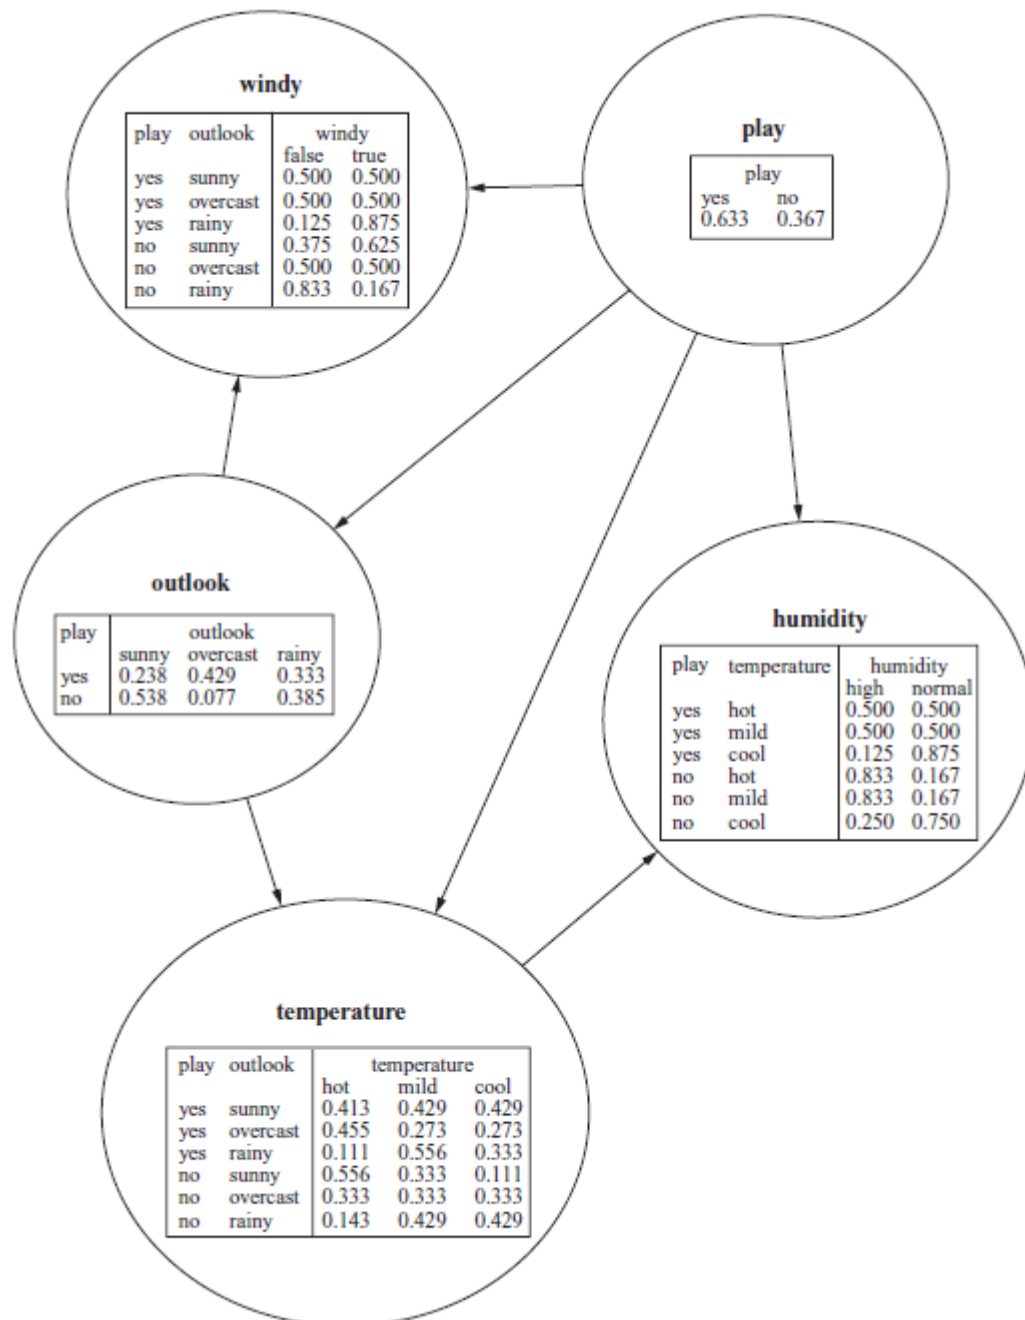 windy
play outlook windy
false true
yes sunny 0.500 0.500
yes overcast 0.500 0.500
yes rainy 0.125 0.875
no sunny 0.375 0.625
no overcast 0.500 0.500
no rainy 0.833 0.167
play
play
yes no
0.633 0.367
outlook
play outlook
sunny overcast rainy
yes 0.238 0.429 0.333
no 0.538 0.077 0.385
humidity
play temperature humidity
high normal
yes hot 0.500 0.500
yes mild 0.500 0.500
yes cool 0.125 0.875
no hot 0.833 0.167
no mild 0.833 0.167
no cool 0.250 0.750
temperature
play outlook temperature
hot mild cool
yes sunny 0.413 0.429 0.429
yes overcast 0.455 0.273 0.273
yes rainy 0.111 0.556 0.333
no sunny 0.556 0.333 0.111
no overcast 0.333 0.333 0.333
no rainy 0.143 0.429 0.429